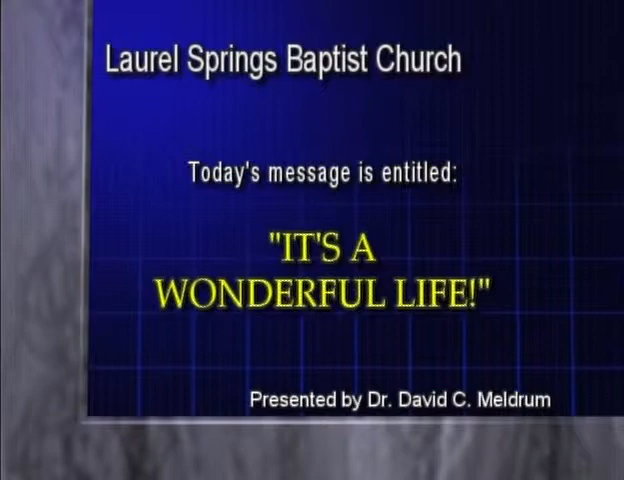 Laurel Springs Baptist Church
Today's message is entitled:
"IT'S A
WONDERFUL LIFE!"
Presented by Dr. David C. Meldrum